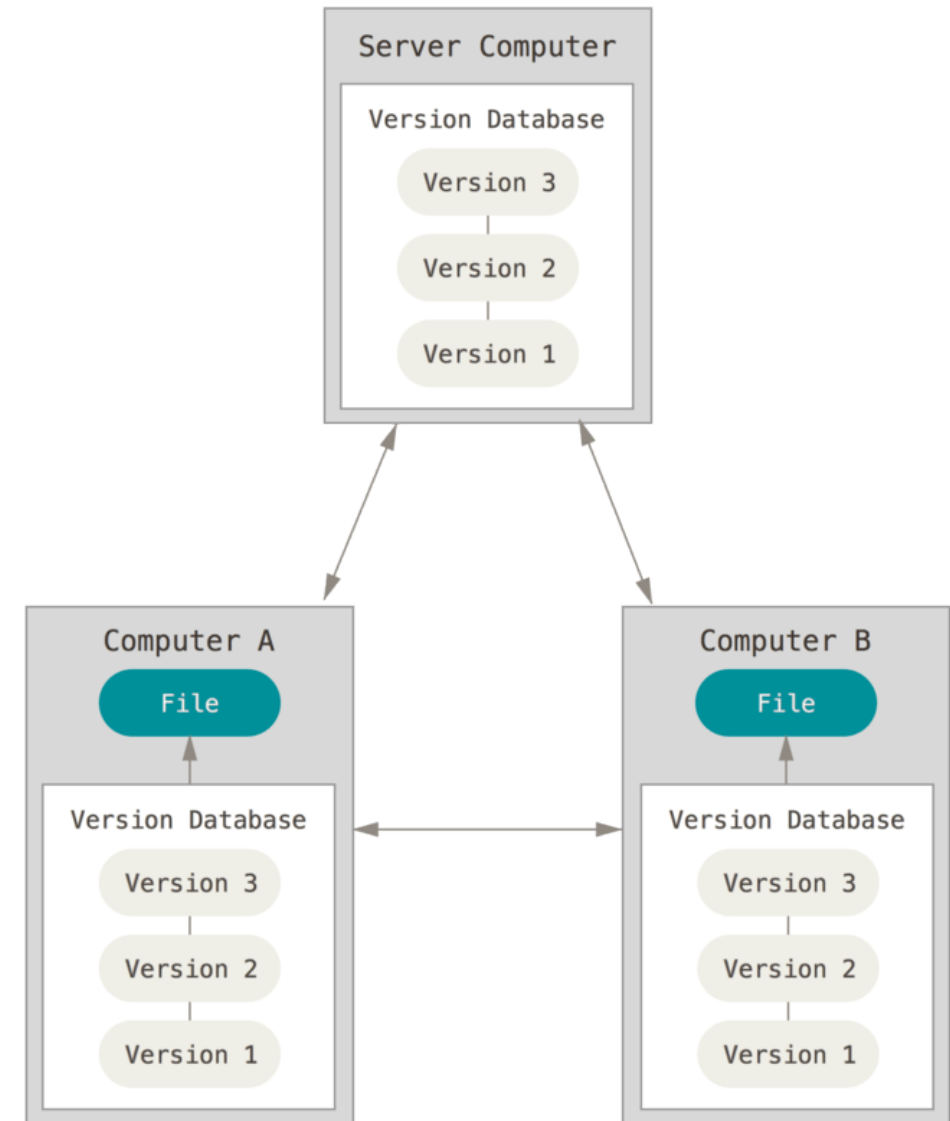 Server Computer
Version Database
Version 3
Version 2
Version 1
Computer A
File
Version Database
Version 3
Version 2
Version 1
Computer B
File
Version Database
Version 3
Version 2
Version 1